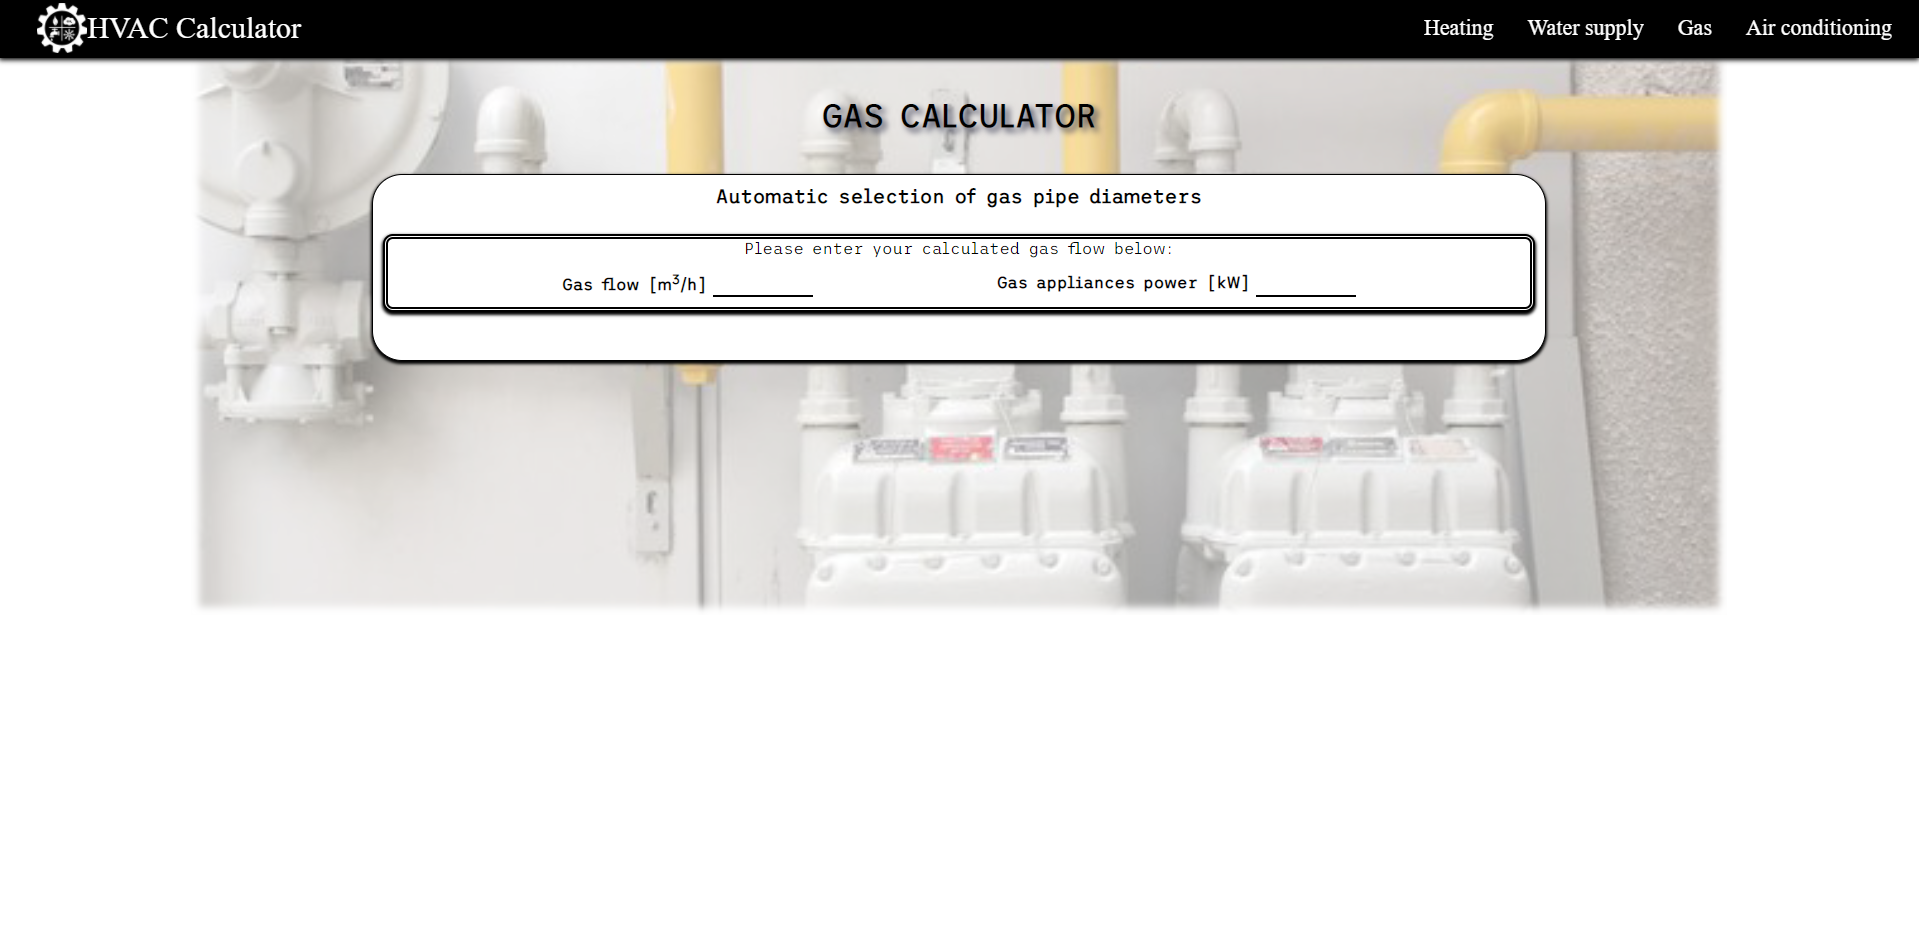 HVAC Calculator
Heating Water supply Gas Air conditioning
GAS CALCULATOR
Automatic selection of gas pipe diameters
Please enter your calculated gas flow below:
Gas flow [m³/h] Gas appliances power [kW]